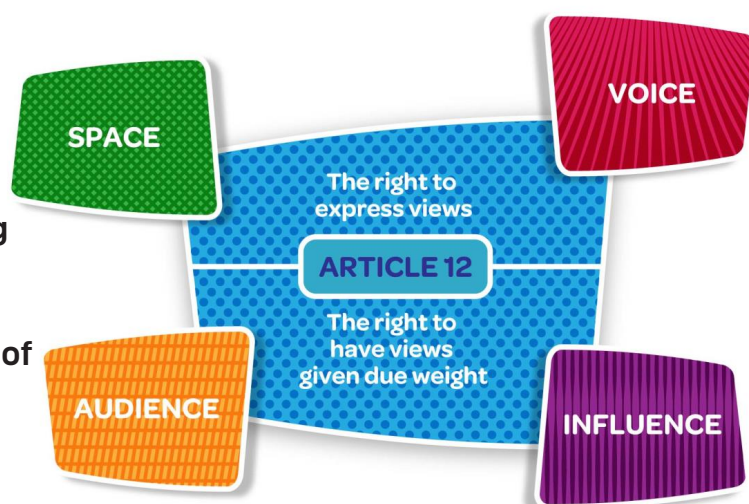 SPACE
VOICE
The right to
express views
g
ARTICLE 12
of
The right to
have views
given due weight
AUDIENCE
INFLUENCE